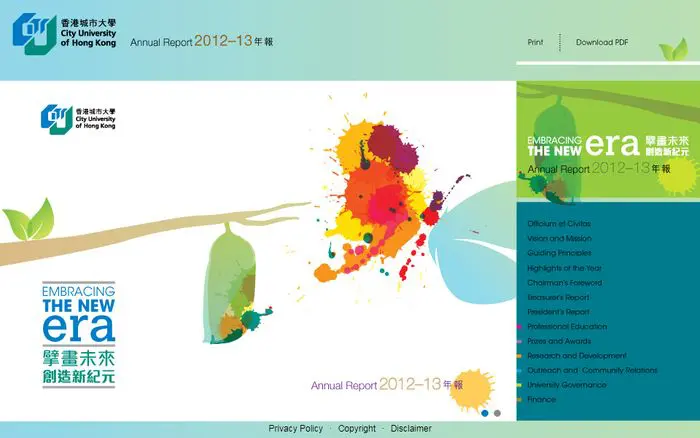 香港城市大學
City University
of Hong Kong
Annual Report 2012–13 年報
Print
Download PDF
香港城市大學
City University
of Hong Kong
EMBRACING
THE NEW
era
擘畫未來
創造新紀元
Annual Report 2012–13 年報
EMBRACING
THE NEW era 擘畫未來
創造新紀元
Annual Report 2012–13 年報
Officium et Civitas
Vision and Mission
Guiding Principles
Highlights of the Year
Chairman's Foreword
Treasurer's Report
President's Report
Professional Education
Prizes and Awards
Research and Development
Outreach and Community Relations
University Governance
Finance
Privacy Policy · Copyright · Disclaimer